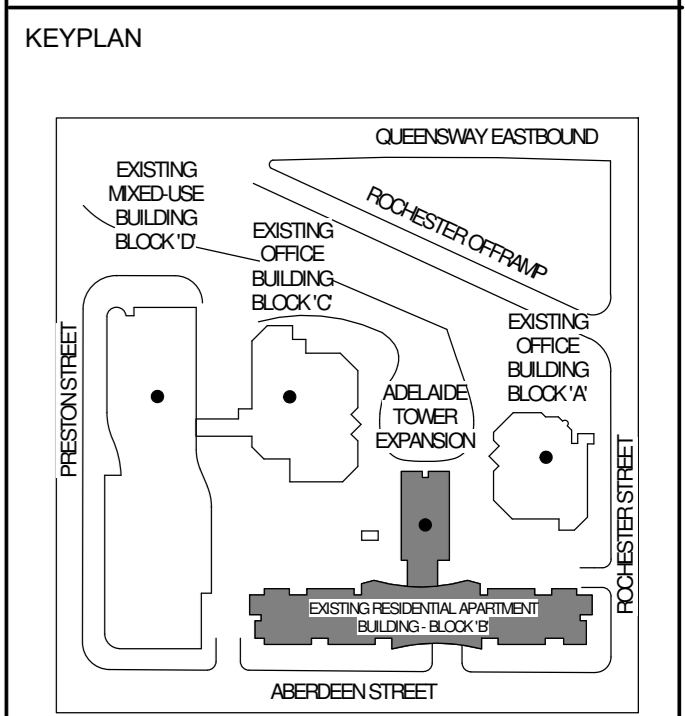 KEYPLAN
QUEENSWAY EASTBOUND
EXISTING
MIXED-USE
BUILDING
BLOCK 'D'
ROCHESTER OFFRAMP
EXISTING
OFFICE
BUILDING
BLOCK 'C'
EXISTING
OFFICE
BUILDING
BLOCK 'A'
PRESTON STREET
ADELAIDE
TOWER
EXPANSION
ROCHESTER STREET
EXISTING RESIDENTIAL APARTMENT
BUILDING - BLOCK 'B'
ABERDEEN STREET